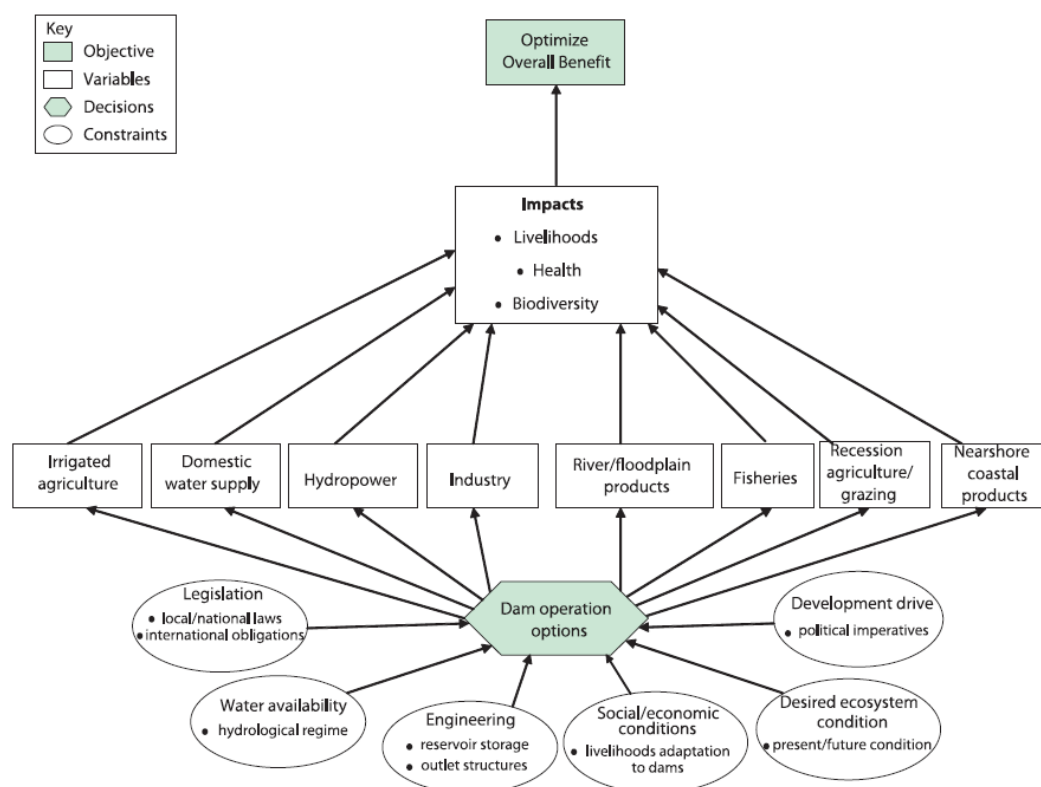 Key
Objective
Variables
Decisions
Constraints
Optimize
Overall Benefit
Impacts
• Livelihoods
• Health
• Biodiversity
Irrigated
agriculture
Domestic
water supply
Hydropower
Industry
River/floodplain
products
Fisheries
Recession
agriculture/
grazing
Nearshore
coastal
products
Dam operation
options
Legislation
• local/national laws
• international obligations
Water availability
• hydrological regime
Engineering
• reservoir storage
• outlet structures
Social/economic
conditions
• livelihoods adaptation
to dams
Desired ecosystem
condition
• present/future condition
Development drive
• political imperatives